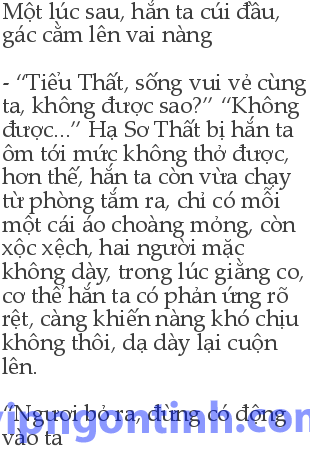 Một lúc sau, hắn ta cúi đầu,
gác cằm lên vai nàng
- “Tiểu Thất, sống vui vẻ cùng
ta, không được sao?” “Không
được...” Hạ Sơ Thất bị hắn ta
ôm tới mức không thở được,
hơn thế, hắn ta còn vừa chạy
từ phòng tắm ra, chỉ có mỗi
một cái áo choàng mỏng, còn
xộc xệch, hai người mặc
không dày, trong lúc giằng co,
cơ thể hắn ta có phản ứng rõ
rệt, càng khiến nàng khó chịu
không thôi, dạ dày lại cuộn
lên.
“Ngươi bỏ ra, đừng có động
vào ta
vipngontinh.com